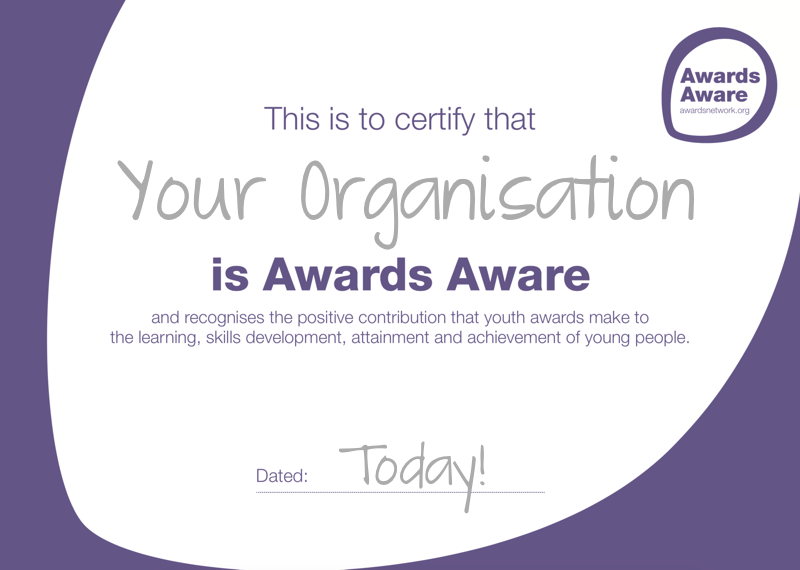 Awards
Aware
awardsnetwork.org
This is to certify that
Your Organisation
is Awards Aware
and recognises the positive contribution that youth awards make to
the learning, skills development, attainment and achievement of young people.
Dated: Today!